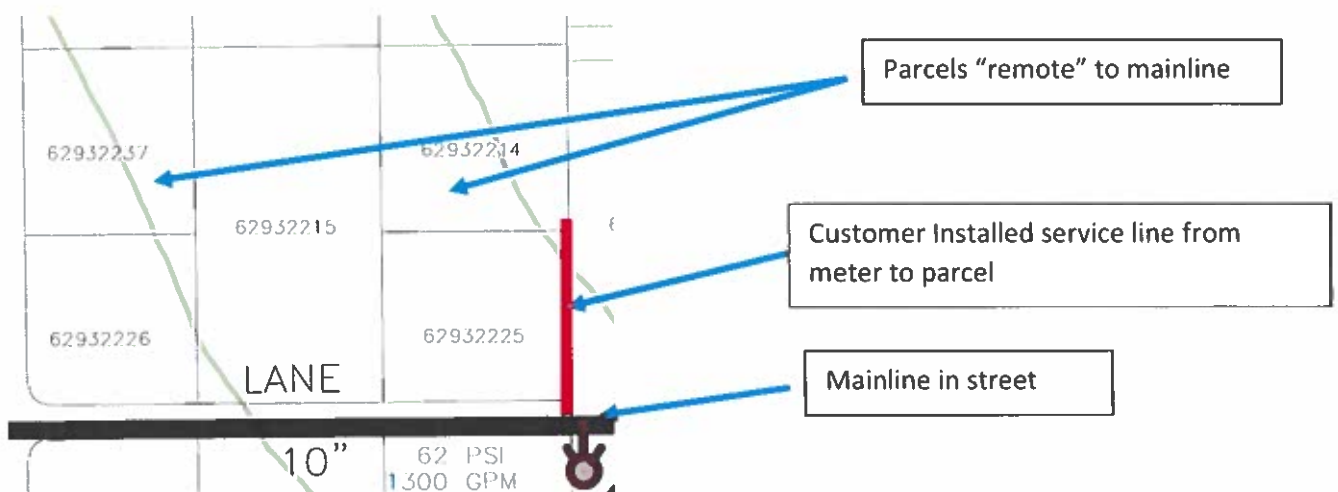 Parcels “remote” to mainline
62932237
62932214
62932215
Customer Installed service line from
meter to parcel
62932226
62932225
LANE
Mainline in street
10”
62 PSI
1300 GPM